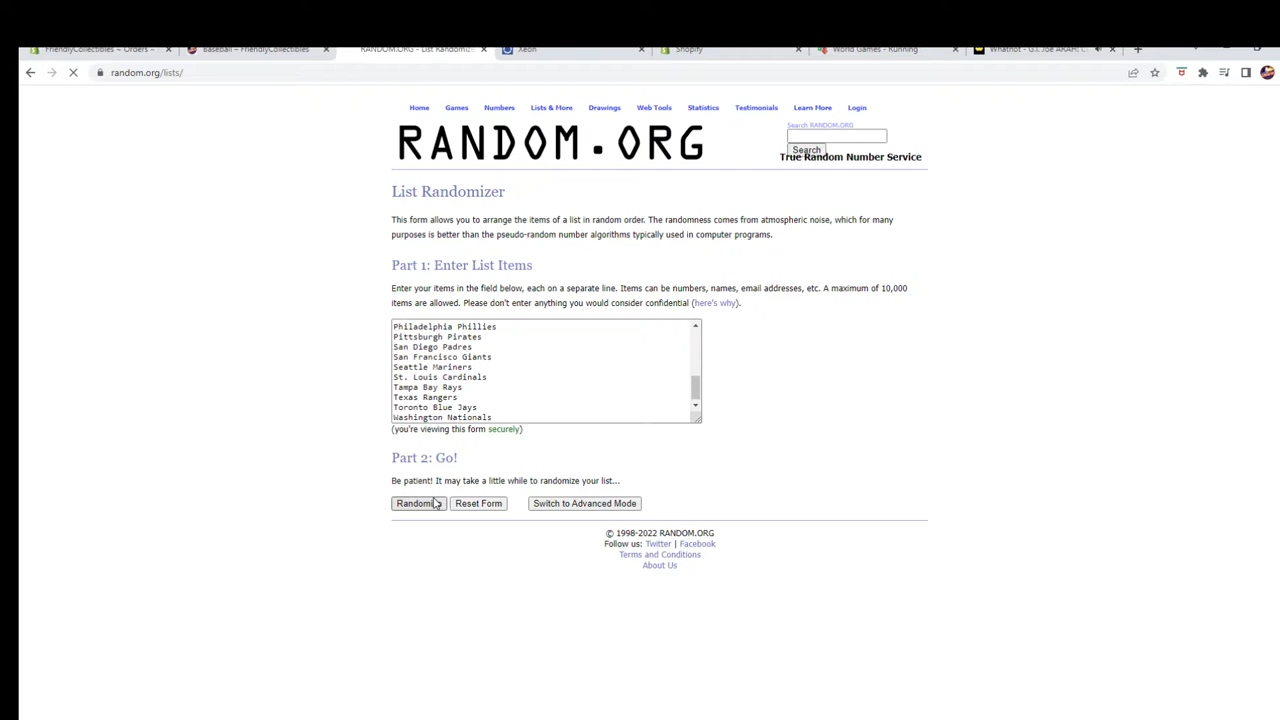 FriendlyCollectibles ~ Orders ~
Baseball – FriendlyCollectibles
RANDOM.ORG - List Randomize
Xeon
Shopify
World Games - Running
Whatnot - G.I. Joe ARAH!
random.org/lists/
Home Games Numbers Lists & More Drawings Web Tools Statistics Testimonials Learn More Login
RANDOM.ORG
Search RANDOM.ORG
Search
True Random Number Service
List Randomizer
This form allows you to arrange the items of a list in random order. The randomness comes from atmospheric noise, which for many
purposes is better than the pseudo-random number algorithms typically used in computer programs.
Part 1: Enter List Items
Enter your items in the field below, each on a separate line. Items can be numbers, names, email addresses, etc. A maximum of 10,000
items are allowed. Please don't enter anything you would consider confidential (here's why).
Philadelphia Phillies
Pittsburgh Pirates
San Diego Padres
San Francisco Giants
Seattle Mariners
St. Louis Cardinals
Tampa Bay Rays
Texas Rangers
Toronto Blue Jays
Washington Nationals
(you're viewing this form securely)
Part 2: Go!
Be patient! It may take a little while to randomize your list...
Randomize Reset Form Switch to Advanced Mode
© 1998-2022 RANDOM.ORG
Follow us: Twitter | Facebook
Terms and Conditions
About Us